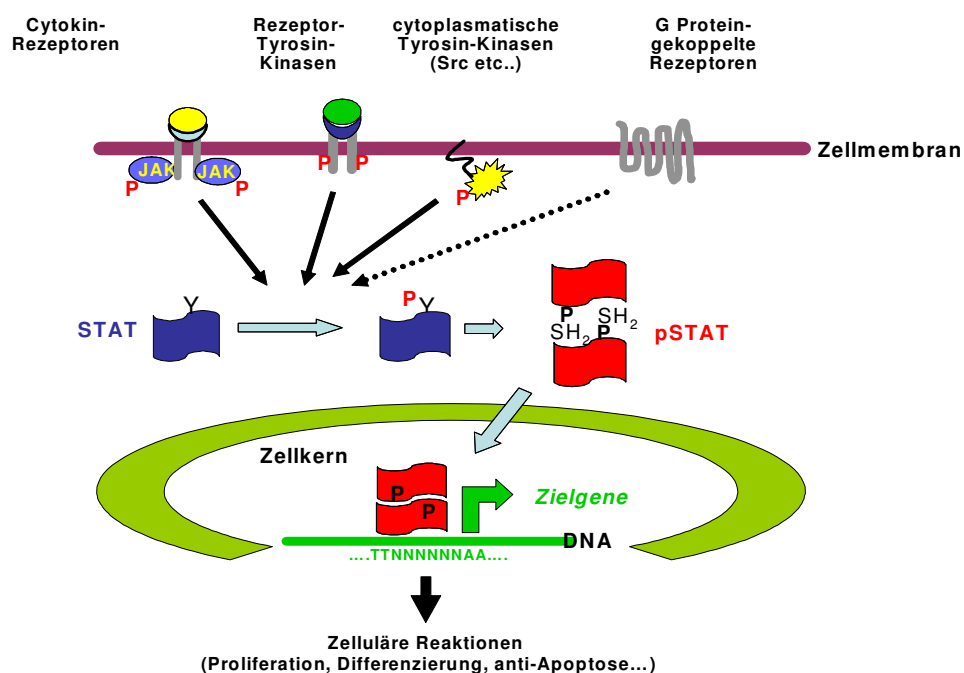 Cytokin-
Rezeptoren
Rezeptor-
Tyrosin-
Kinasen
cytoplasmatische
Tyrosin-Kinasen
(Src etc..)
G Protein-
gekoppelte
Rezeptoren
Zellmembran
JAK
JAK
P
P
P
P
P
STAT
Y
P
Y
P
SH2
SH2
P
pSTAT
Zellkern
P
P
Zielgene
DNA
....TTNNNNNNAA....
Zelluläre Reaktionen
(Proliferation, Differenzierung, anti-Apoptose...)